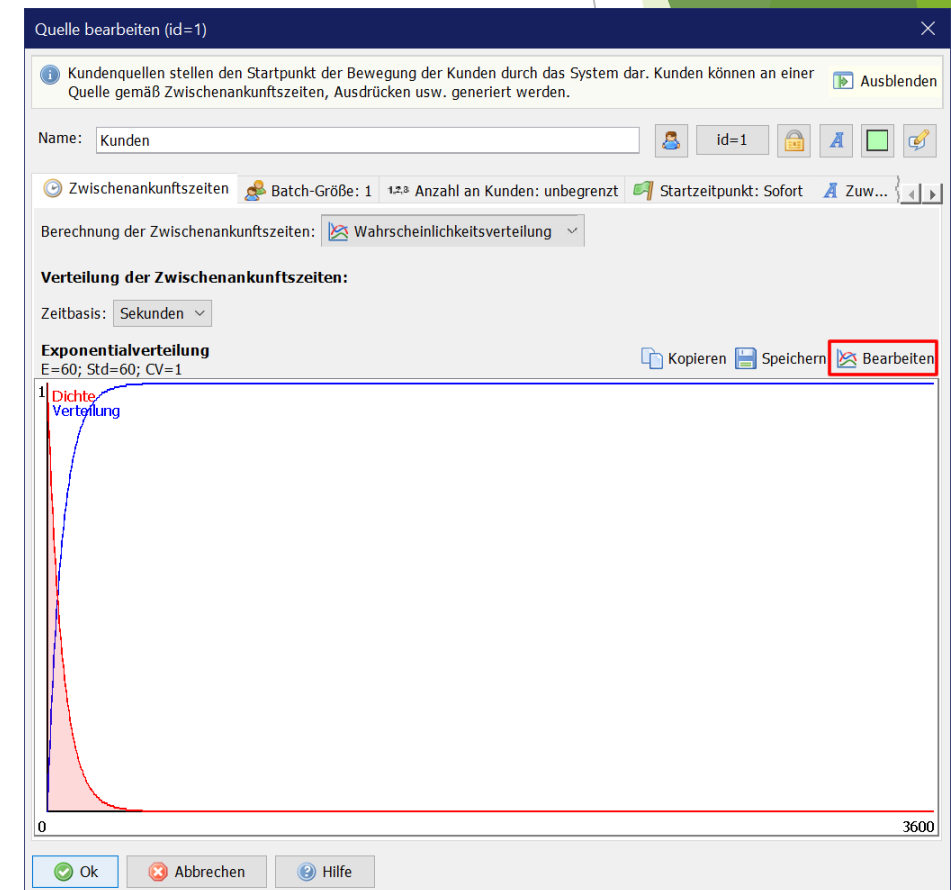 Quelle bearbeiten (id=1)
Kundenquellen stellen den Startpunkt der Bewegung der Kunden durch das System dar. Kunden können an einer
Quelle gemäß Zwischenankunftszeiten, Ausdrücken usw. generiert werden.
Ausblenden
Name: Kunden id=1
Zwischenankunftszeiten Batch-Größe: 1 1,2,3 Anzahl an Kunden: unbegrenzt Startzeitpunkt: Sofort Zuw...
Berechnung der Zwischenankunftszeiten: Wahrscheinlichkeitsverteilung
Verteilung der Zwischenankunftszeiten:
Zeitbasis: Sekunden
Exponentialverteilung
E=60; Std=60; CV=1
Kopieren Speichern Bearbeiten
1 Dichte
Verteilung
0 3600
Ok Abbrechen Hilfe